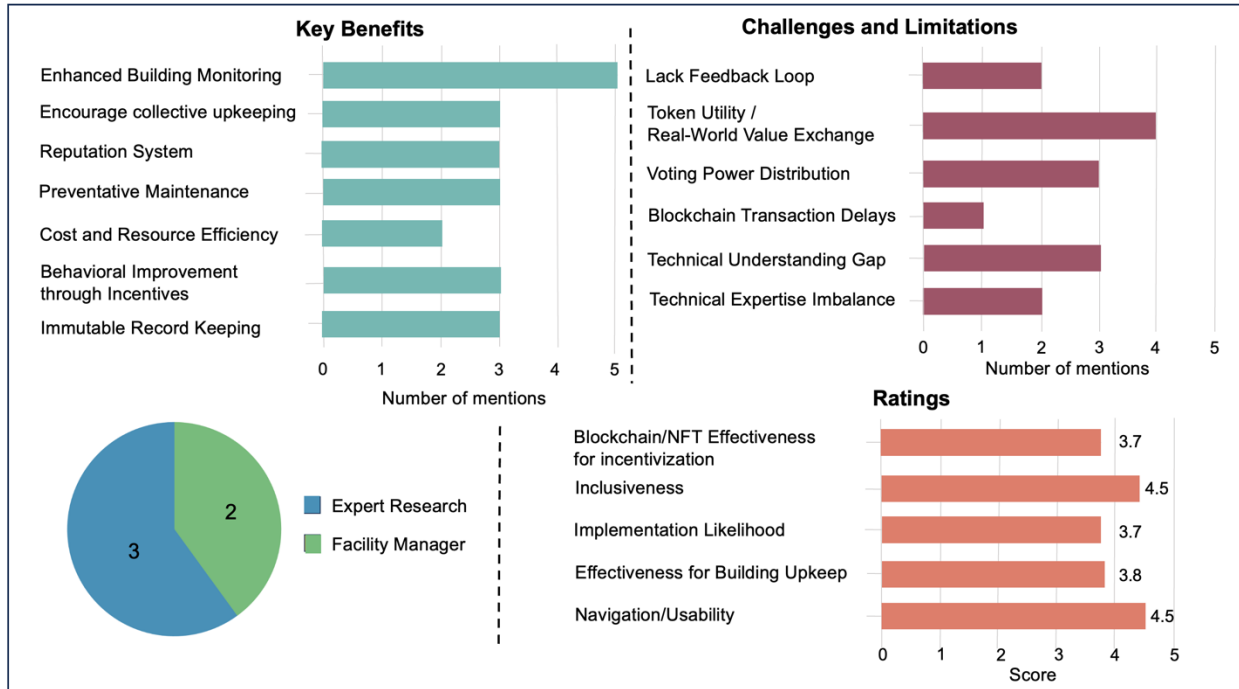 Key Benefits
Enhanced Building Monitoring
Encourage collective upkeeping
Reputation System
Preventative Maintenance
Cost and Resource Efficiency
Behavioral Improvement
through Incentives
Immutable Record Keeping
0 1 2 3 4 5
Number of mentions
Challenges and Limitations
Lack Feedback Loop
Token Utility /
Real-World Value Exchange
Voting Power Distribution
Blockchain Transaction Delays
Technical Understanding Gap
Technical Expertise Imbalance
0 1 2 3 4 5
Number of mentions
3
2
Expert Research
Facility Manager
Ratings
Blockchain/NFT Effectiveness
for incentivization
3.7
Inclusiveness
4.5
Implementation Likelihood
3.7
Effectiveness for Building Upkeep
3.8
Navigation/Usability
4.5
0 1 2 3 4 5
Score